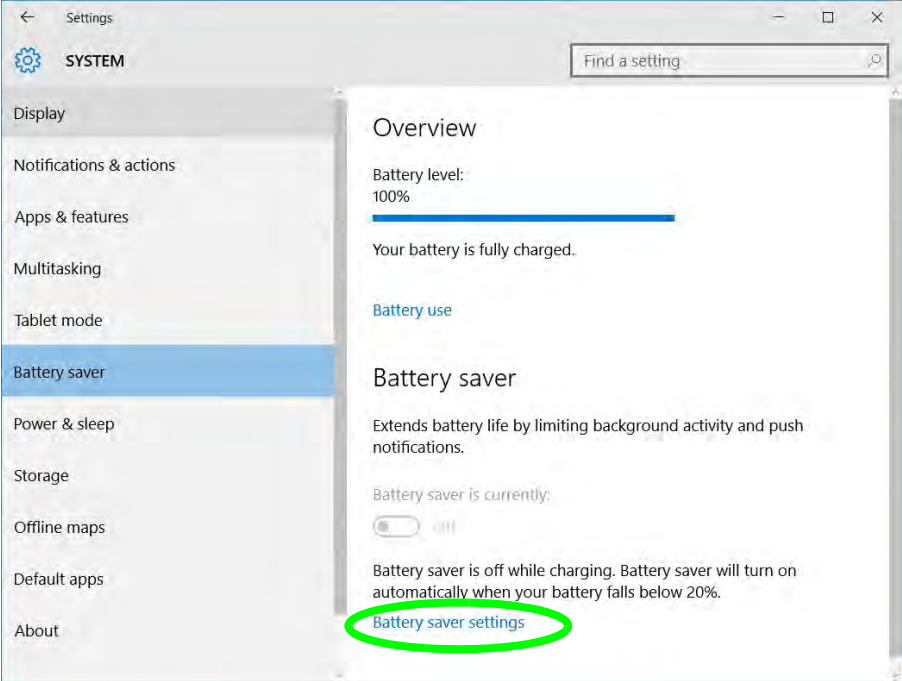 Settings
SYSTEM
Find a setting
Display
Notifications & actions
Apps & features
Multitasking
Tablet mode
Battery saver
Power & sleep
Storage
Offline maps
Default apps
About
Overview
Battery level:
100%
Your battery is fully charged.
Battery use
Battery saver
Extends battery life by limiting background activity and push
notifications.
Battery saver is currently:
Off
Battery saver is off while charging. Battery saver will turn on
automatically when your battery falls below 20%.
Battery saver settings